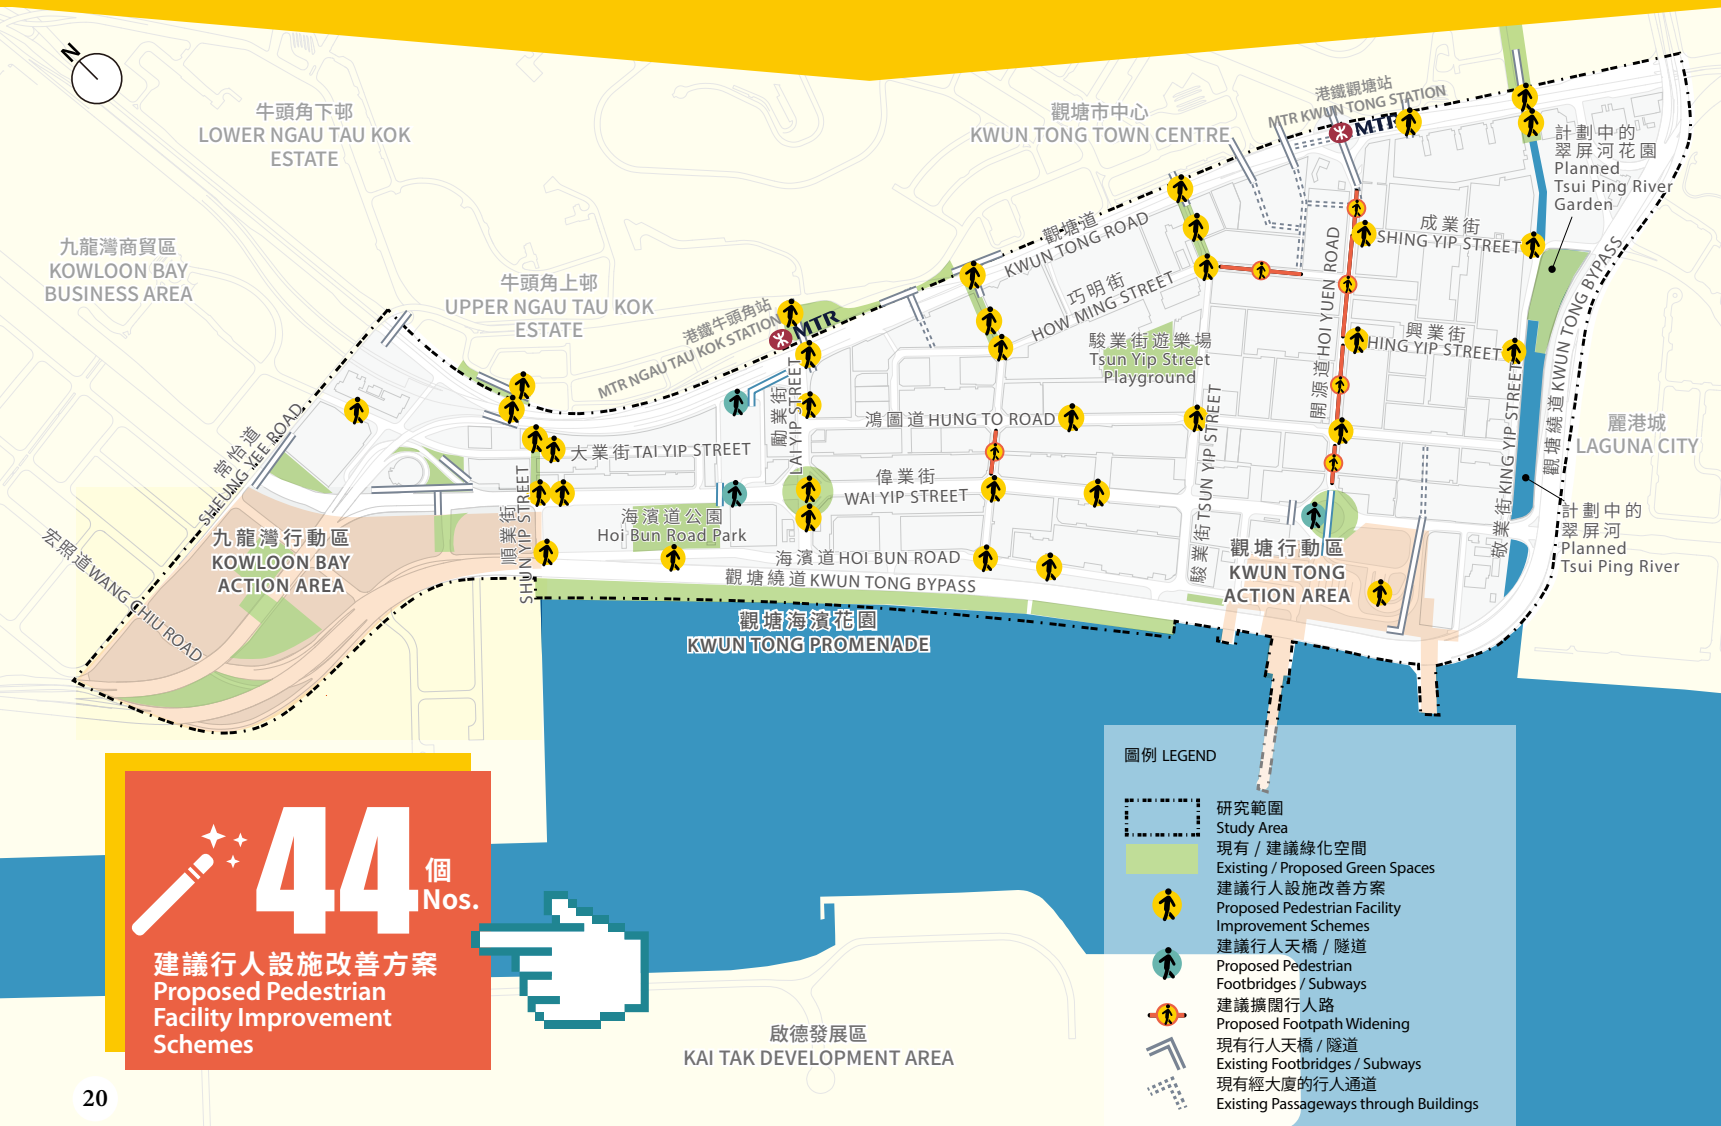 N
牛頭角下邨
LOWER NGAU TAU KOK
ESTATE
觀塘市中心
KWUN TONG TOWN CENTRE
港鐵觀塘站
MTR KWUN TONG STATION
MTR
計劃中的
翠屏河花園
Planned
Tsui Ping River
Garden
九龍灣商貿區
KOWLOON BAY
BUSINESS AREA
牛頭角上邨
UPPER NGAU TAU KOK
ESTATE
港鐵牛頭角站
MTR NGAU TAU KOK STATION
MTR
觀塘道
KWUN TONG ROAD
巧明街
HOW MING STREET
成業街
SHING YIP STREET
興業街
HING YIP STREET
駿業街遊樂場
Tsun Yip Street
Playground
開源道 HOI YUEN ROAD
觀塘繞道 KWUN TONG BYPASS
麗港城
LAGUNA CITY
常怡道
SHEUNG YEE ROAD
大業街 TAI YIP STREET
勵業街
LAI YIP STREET
鴻圖道 HUNG TO ROAD
偉業街
WAI YIP STREET
駿業街 TSUN YIP STREET
敬業街 KING YIP STREET
順業街
SHUN YIP STREET
海濱道公園
Hoi Bun Road Park
海濱道 HOI BUN ROAD
觀塘繞道 KWUN TONG BYPASS
宏照道 WANG CHIU ROAD
九龍灣行動區
KOWLOON BAY
ACTION AREA
觀塘行動區
KWUN TONG
ACTION AREA
計劃中的
翠屏河
Planned
Tsui Ping River
觀塘海濱花園
KWUN TONG PROMENADE
44 個
Nos.
建議行人設施改善方案
Proposed Pedestrian
Facility Improvement
Schemes
啟德發展區
KAI TAK DEVELOPMENT AREA
圖例 LEGEND
研究範圍
Study Area
現有 / 建議綠化空間
Existing / Proposed Green Spaces
建議行人設施改善方案
Proposed Pedestrian Facility
Improvement Schemes
建議行人天橋 / 隧道
Proposed Pedestrian
Footbridges / Subways
建議擴闊行人路
Proposed Footpath Widening
現有行人天橋 / 隧道
Existing Footbridges / Subways
現有經大廈的行人通道
Existing Passageways through Buildings
20